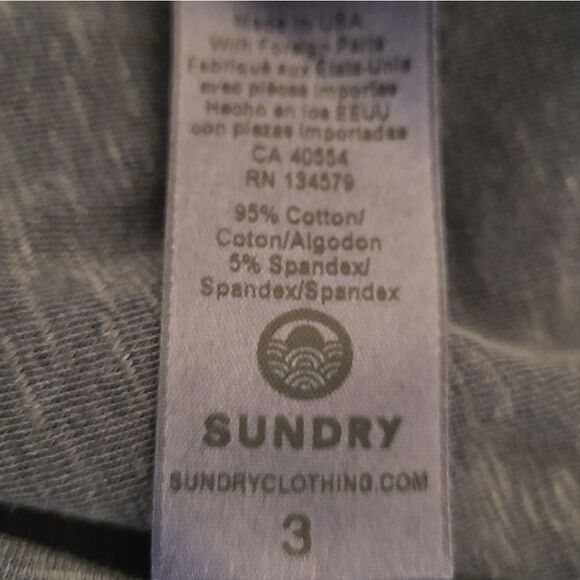 Made in USA
With Foreign Parts
Fabriqué aux États-Unis
avec pièces importées
Hecho en los EEUU
con piezas importadas
CA 40554
RN 134579
95% Cotton/
Coton/Algodon
5% Spandex/
Spandex/Spandex
SUNDRY
SUNDRYCLOTHING.COM
3